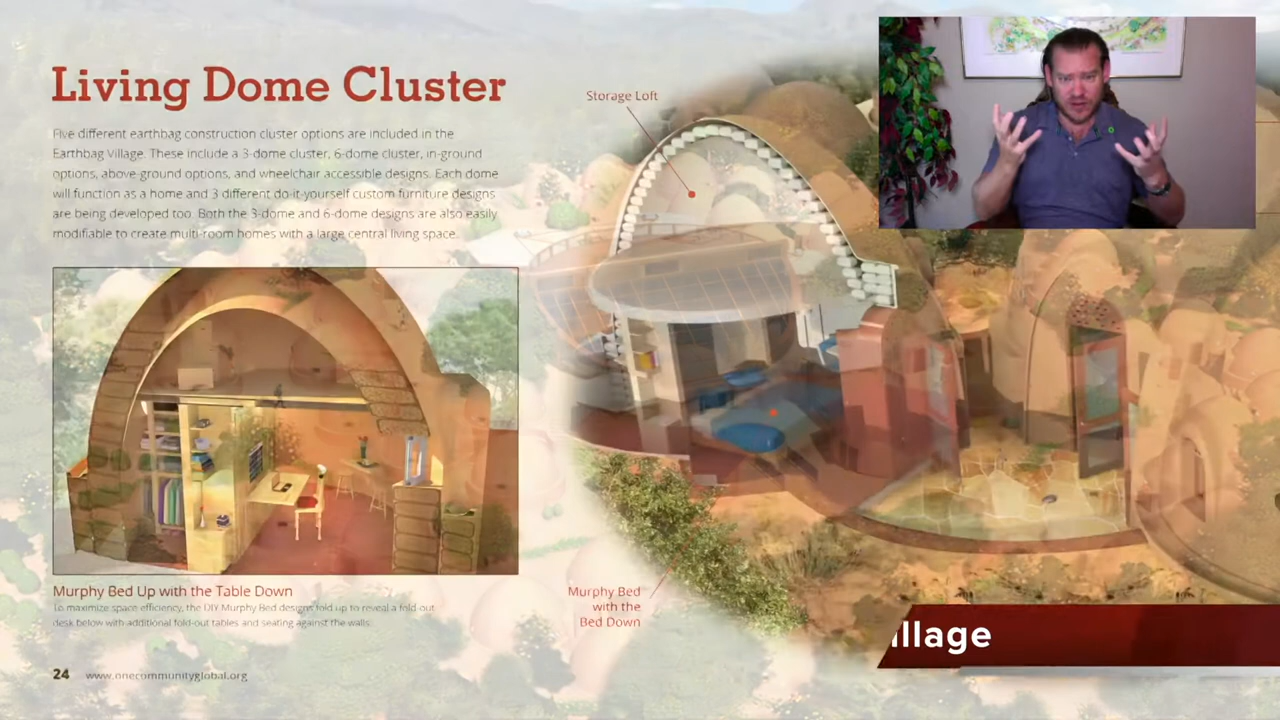 Living Dome Cluster
Five different earthbag construction cluster options are included in the
Earthbag Village. These include a 3-dome cluster, 6-dome cluster, in-ground
options, above-ground options, and wheelchair accessible designs. Each dome
will function as a home and 3 different do-it-yourself custom furniture designs
are being developed too. Both the 3-dome and 6-dome designs are also easily
modifiable to create multi-room homes with a large central living space.
Storage Loft
Murphy Bed Up with the Table Down
To maximize space efficiency, the DIY Murphy Bed designs fold up to reveal a fold-out
desk below with additional fold-out tables and seating against the walls.
Murphy Bed
with the
Bed Down
illage
24 www.onecommunityglobal.org